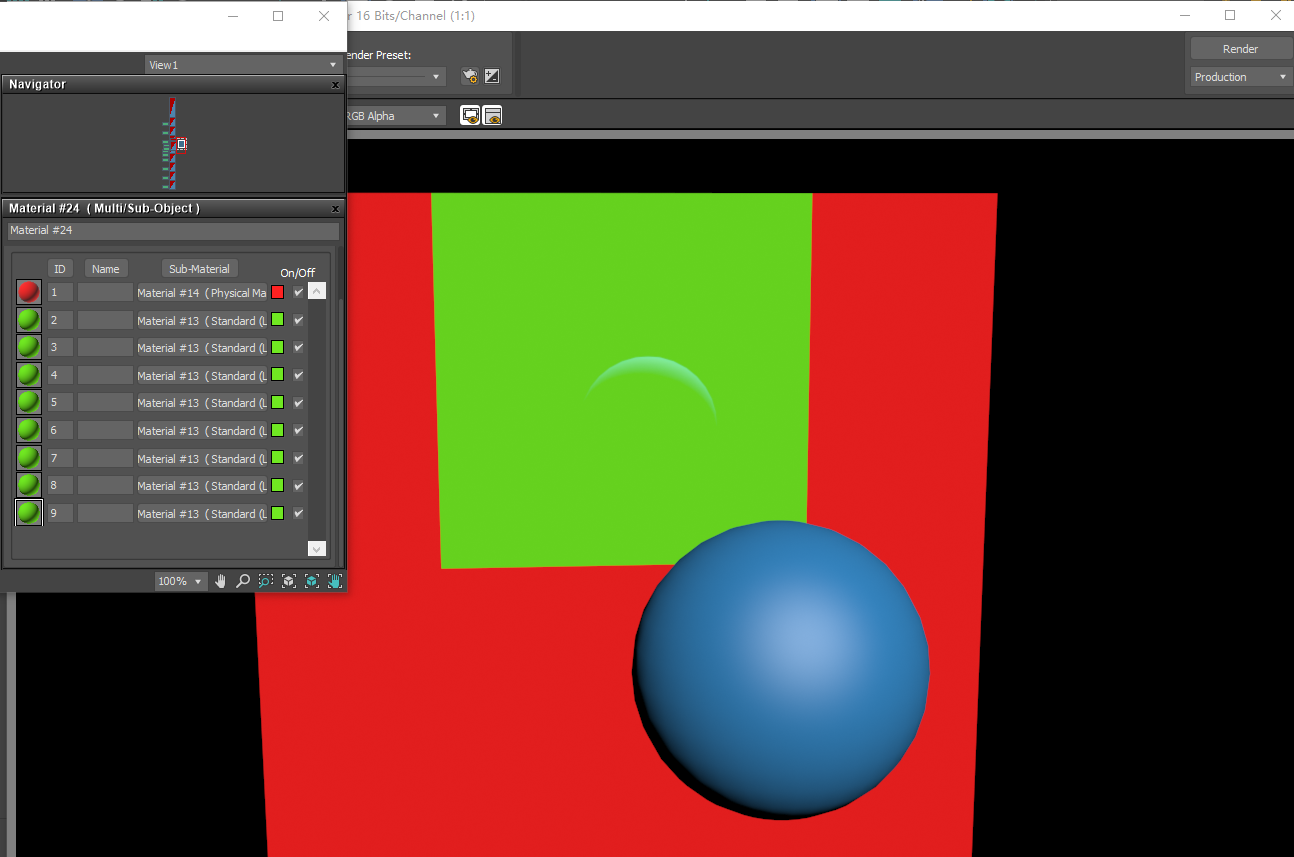 r 16 Bits/Channel (1:1)
ender Preset:
Render
View1
Production
Navigator
RGB Alpha
Material #24 ( Multi/Sub-Object )
Material #24
ID Name Sub-Material On/Off
1 Material #14 ( Physical Ma
2 Material #13 ( Standard (L
3 Material #13 ( Standard (L
4 Material #13 ( Standard (L
5 Material #13 ( Standard (L
6 Material #13 ( Standard (L
7 Material #13 ( Standard (L
8 Material #13 ( Standard (L
9 Material #13 ( Standard (L
100%